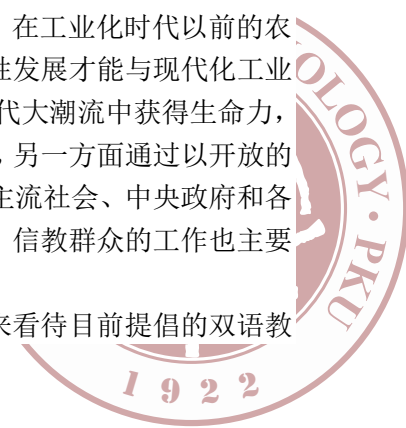 在工业化时代以前的农
性发展才能与现代化工业
代大潮流中获得生命力，
，另一方面通过以开放的
主流社会、中央政府和各
信教群众的工作也主要
来看待目前提倡的双语教
OLOGY · PKU
1922